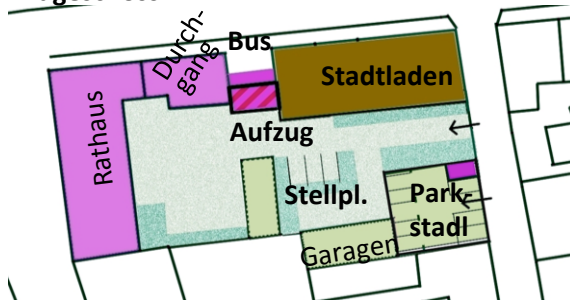 Durch-
gang
Bus
Stadtladen
Rathaus
Aufzug
Stellpl.
Park-
stadl
Garagen